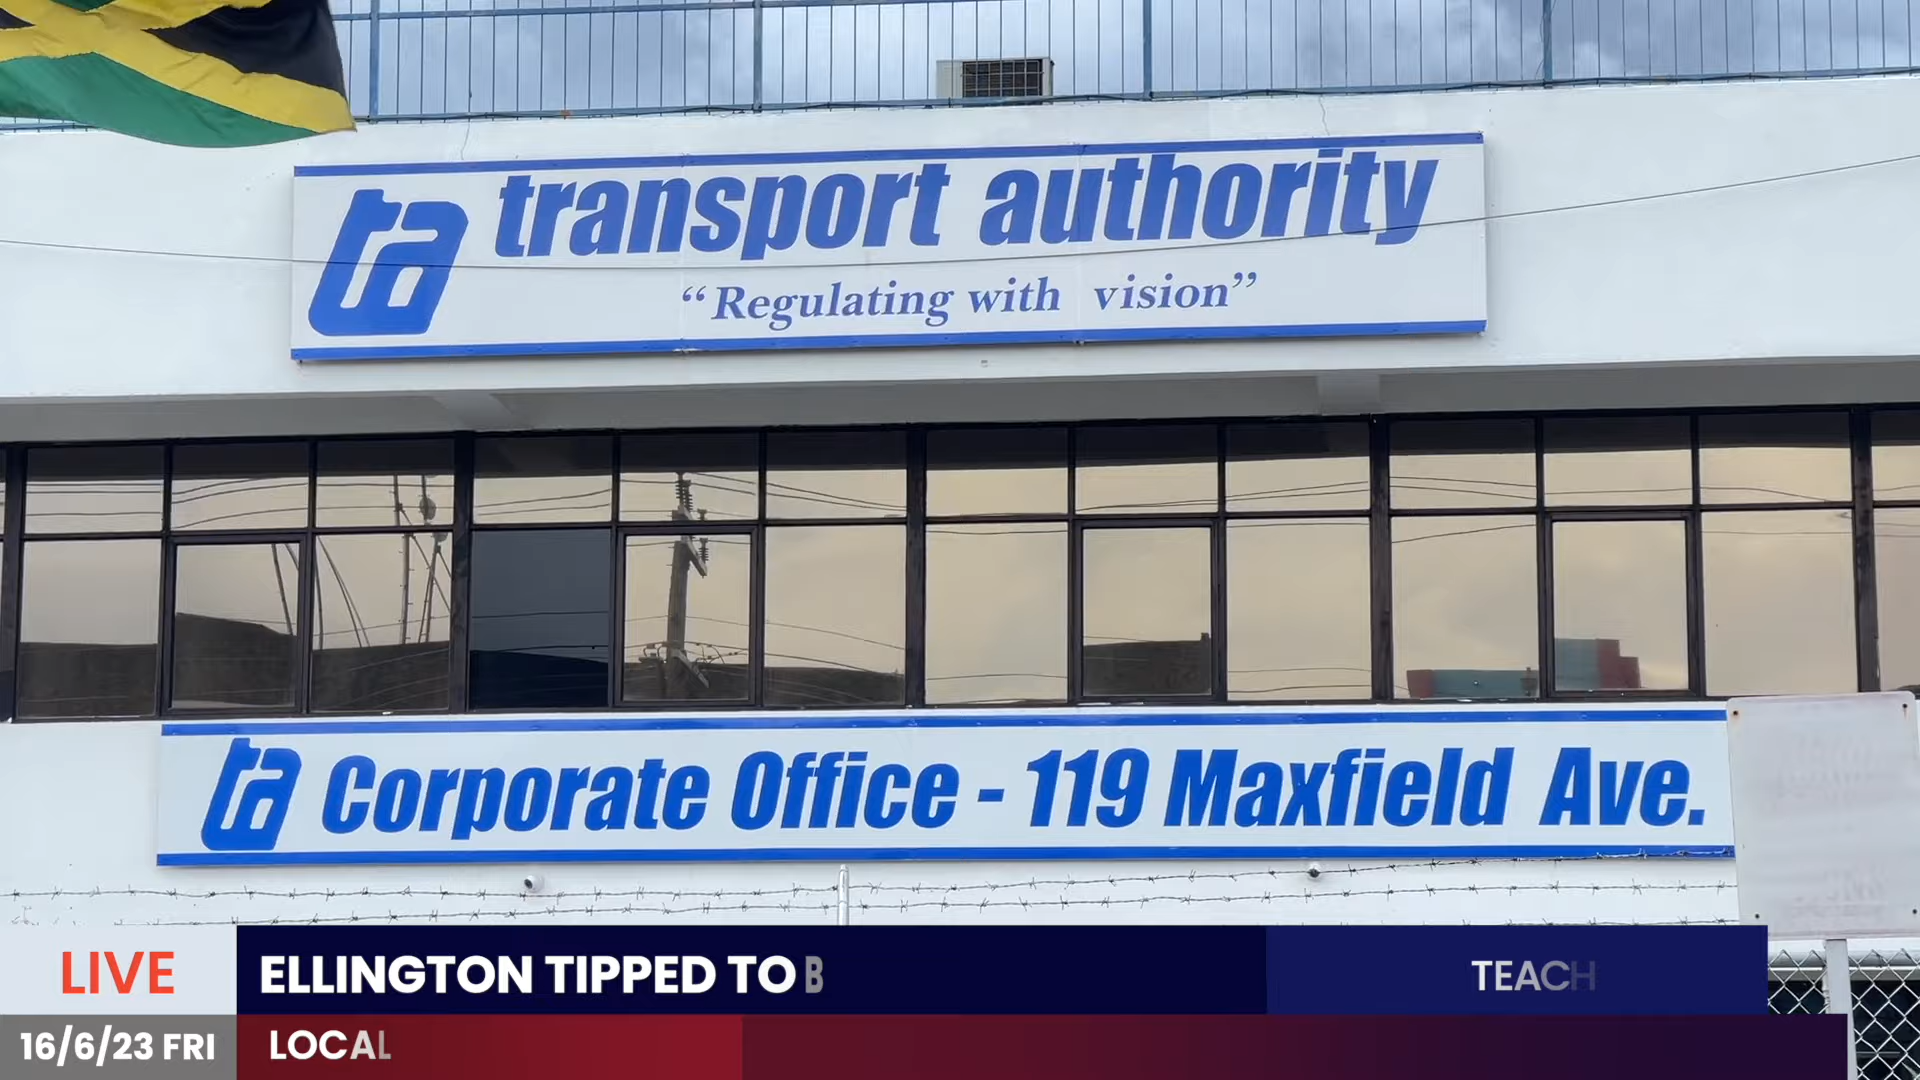 ta transport authority
“Regulating with vision”
ta Corporate Office - 119 Maxfield Ave.
LIVE
ELLINGTON TIPPED TO B
TEACH
16/6/23 FRI
LOCAL